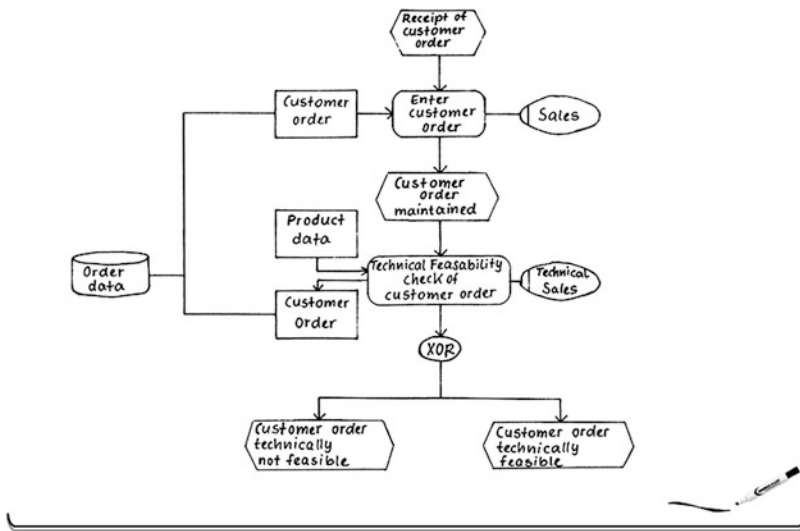 Receipt of
customer
order
Customer
order
Enter
customer
order
Sales
Customer
order
maintained
Product
data
Order
data
Technical Feasability
check of
customer order
Technical
Sales
Customer
Order
XOR
Customer order
technically
not feasible
Customer order
technically
feasible